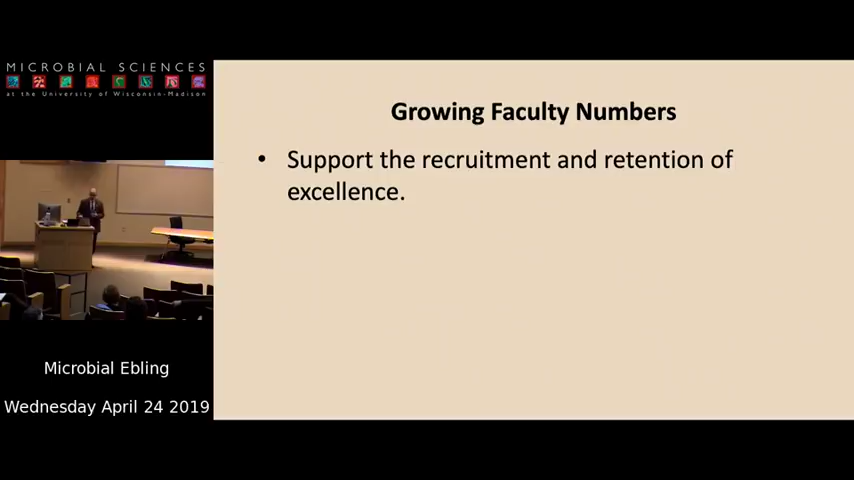 MICROBIAL SCIENCES
at the University of Wisconsin-Madison
Growing Faculty Numbers
• Support the recruitment and retention of
excellence.
Microbial Ebling
Wednesday April 24 2019